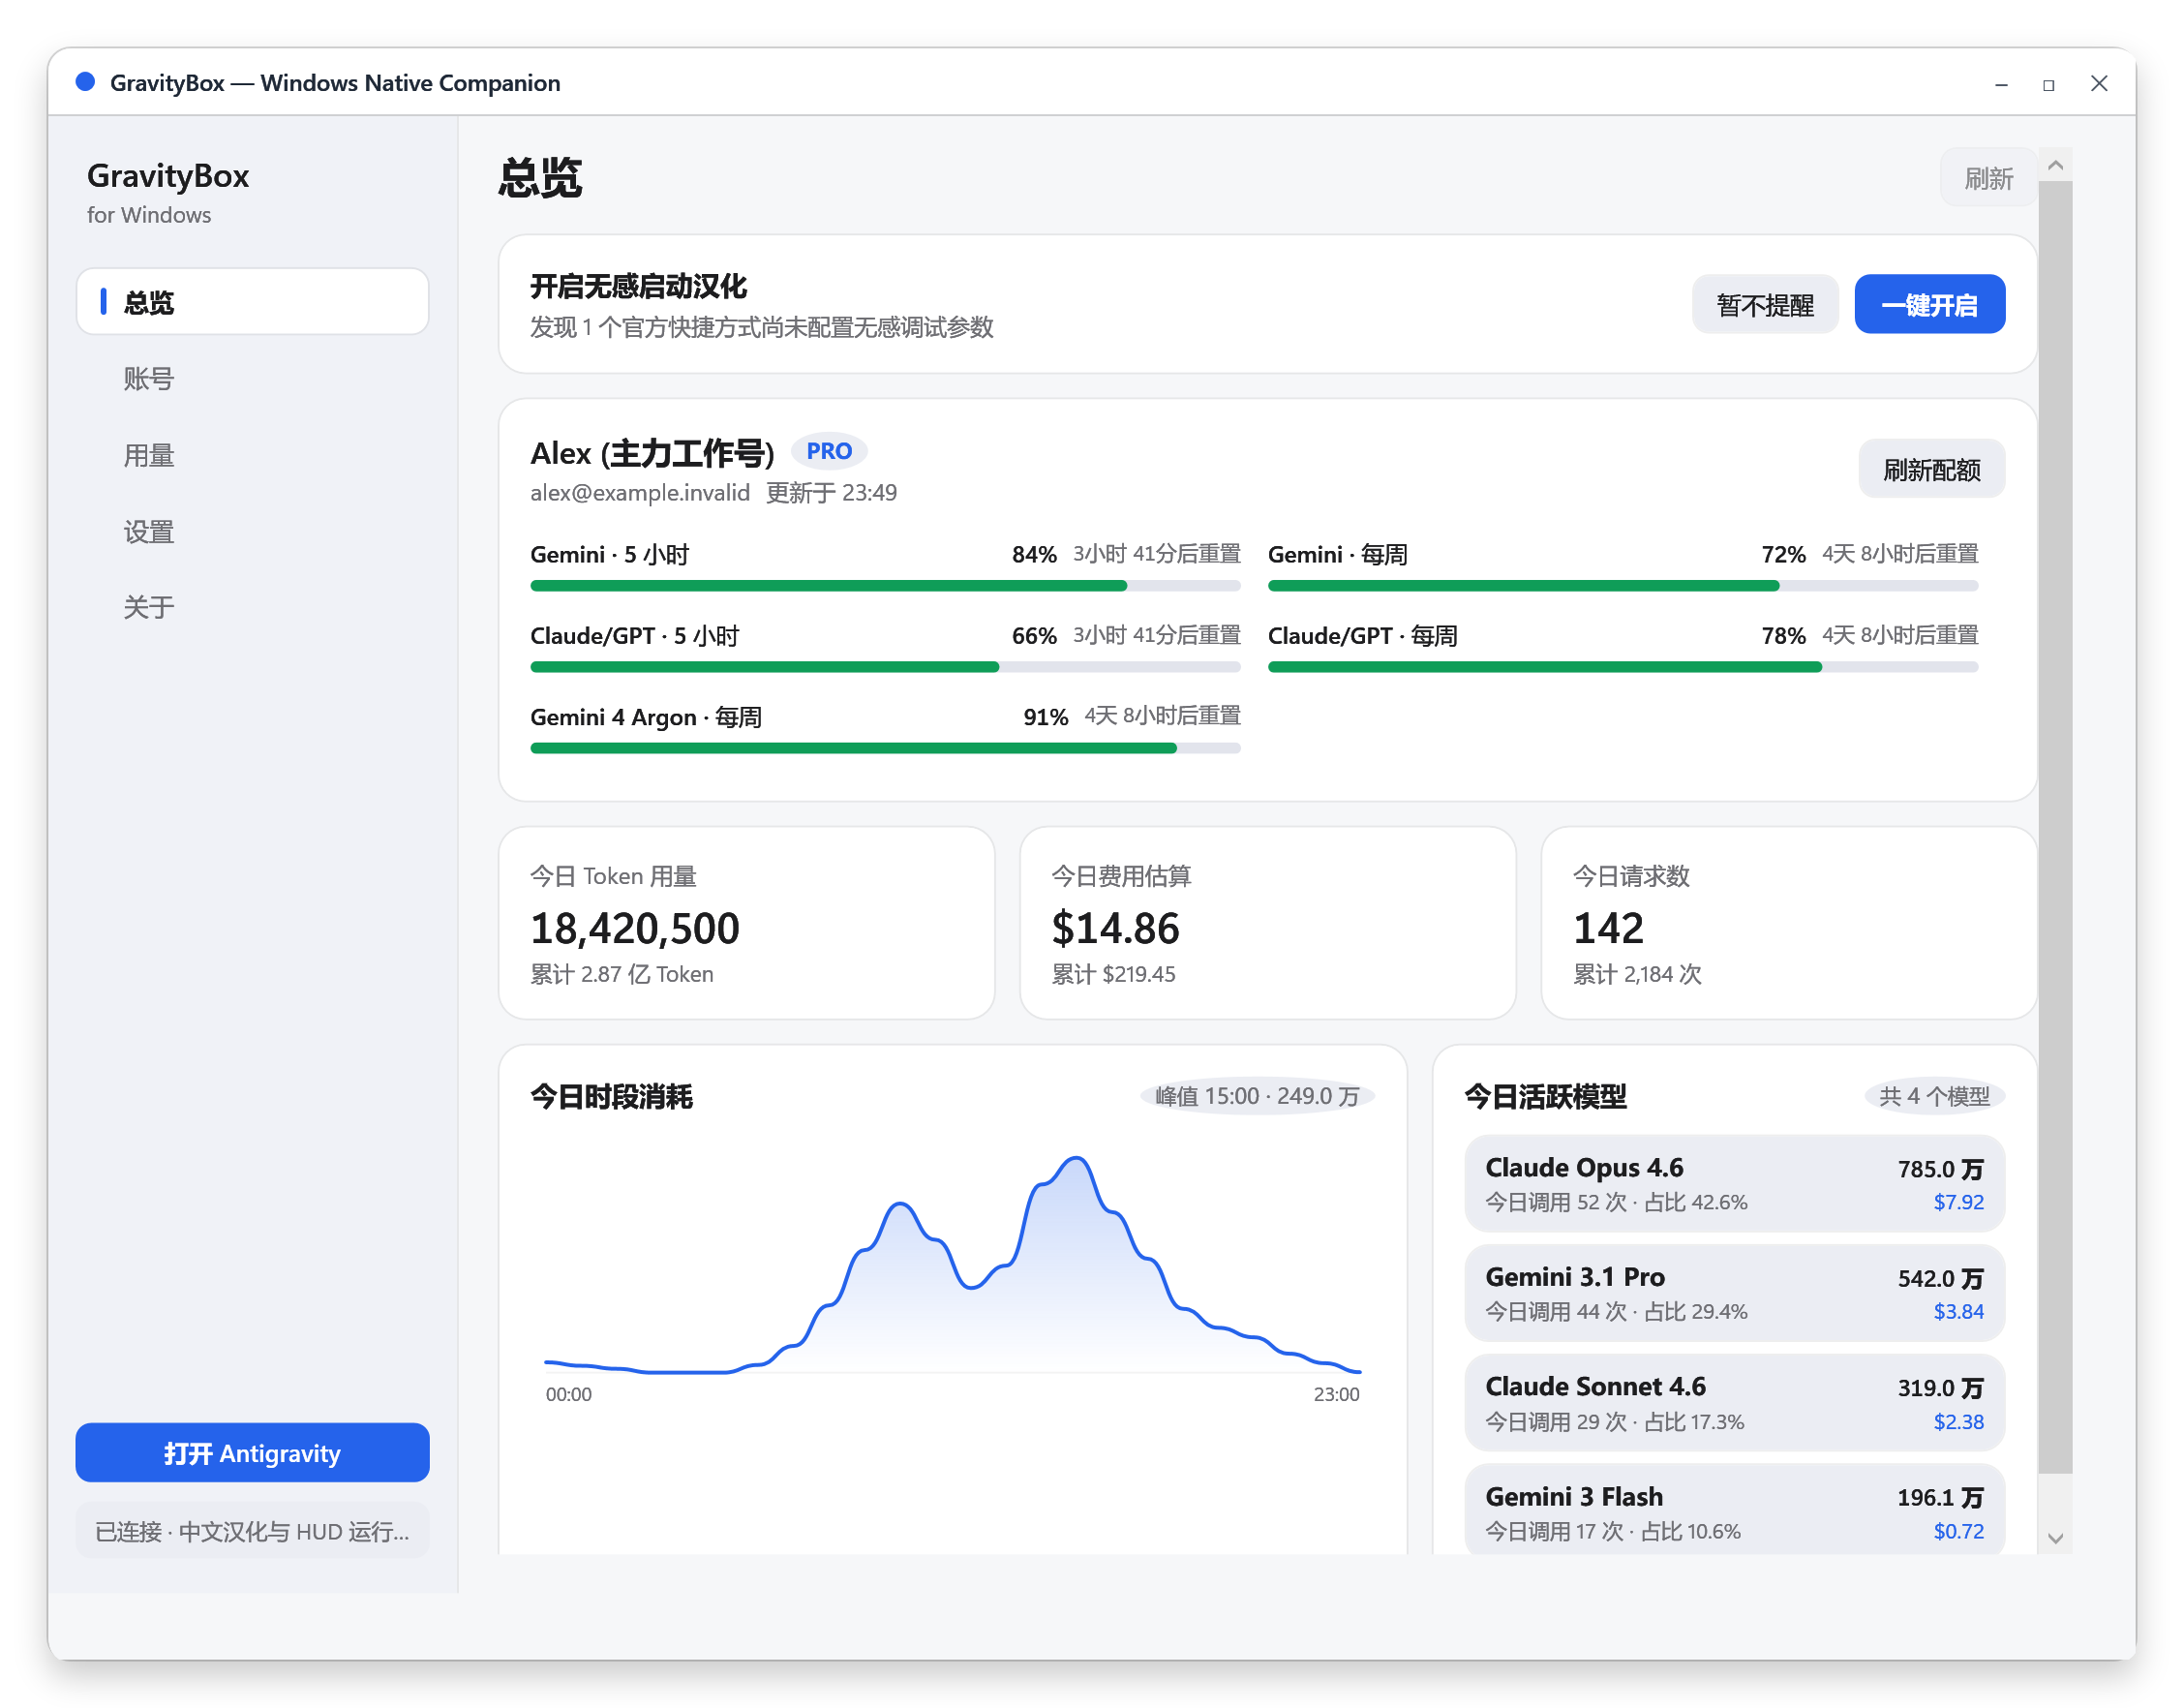 GravityBox — Windows Native Companion
GravityBox
for Windows
总览
账号
用量
设置
关于
打开 Antigravity
已连接 · 中文汉化与 HUD 运行...
总览
刷新
开启无感启动汉化
发现 1 个官方快捷方式尚未配置无感调试参数
暂不提醒
一键开启
Alex (主力工作号) PRO
alex@example.invalid 更新于 23:49
刷新配额
Gemini · 5 小时 84% 3小时 41分后重置
Gemini · 每周 72% 4天 8小时后重置
Claude/GPT · 5 小时 66% 3小时 41分后重置
Claude/GPT · 每周 78% 4天 8小时后重置
Gemini 4 Argon · 每周 91% 4天 8小时后重置
今日 Token 用量
18,420,500
累计 2.87 亿 Token
今日费用估算
$14.86
累计 $219.45
今日请求数
142
累计 2,184 次
今日时段消耗
峰值 15:00 · 249.0 万
00:00 23:00
今日活跃模型
共 4 个模型
Claude Opus 4.6 785.0 万
今日调用 52 次 · 占比 42.6% $7.92
Gemini 3.1 Pro 542.0 万
今日调用 44 次 · 占比 29.4% $3.84
Claude Sonnet 4.6 319.0 万
今日调用 29 次 · 占比 17.3% $2.38
Gemini 3 Flash 196.1 万
今日调用 17 次 · 占比 10.6% $0.72